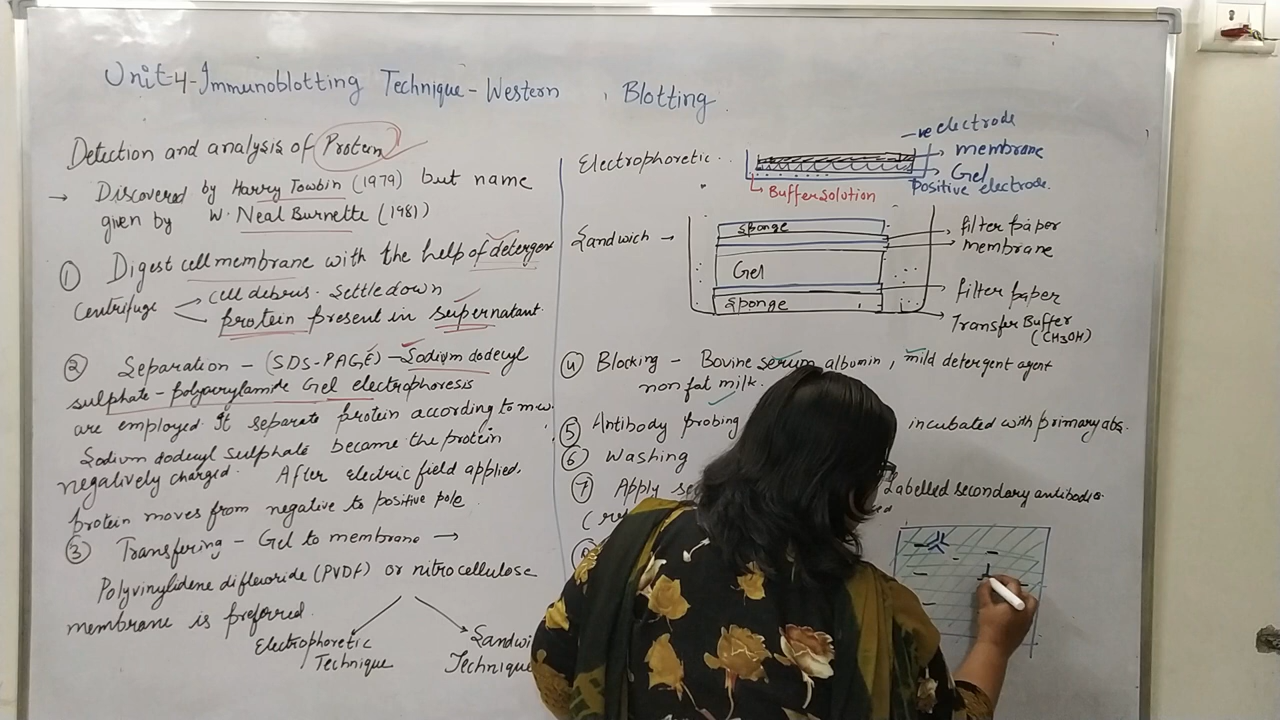 Unit-4-Immunoblotting Technique-Western Blotting
Detection and analysis of Protein
→ Discovered by Harry Towbin (1979) but name
given by W. Neal Burnette (1981)
① Digest cell membrane with the help of detergen
Centrifuge
cell debris. Settle down
protein present in supernatant.
② Separation - (SDS-PAGE) - Sodium dodecyl
sulphate-polyacrylamide Gel electrophoresis
are employed. It separate protein according to m.w.
Sodium dodecyl sulphate became the protein
negatively charged. After electric field applied,
protein moves from negative to positive pole
③ Transfering - Gel to membrane →
Polyvinylidene difluoride (PVDF) or nitrocellulose
membrane is preferred.
Electrophoretic
Technique
Sandwi
Technique
Electrophoretic..
-ve electrode
membrane
Gel
Positive electrode.
Buffer solution
Sandwich →
Sponge
Gel
Sponge
filter paper
membrane
filter paper
Transfer Buffer
(CH3OH)
④ Blocking - Bovine serum albumin, mild detergent agent
non fat milk.
⑤ Antibody probing incubated with primary abs.
⑥ Washing
⑦ Apply Labelled secondary antibodies